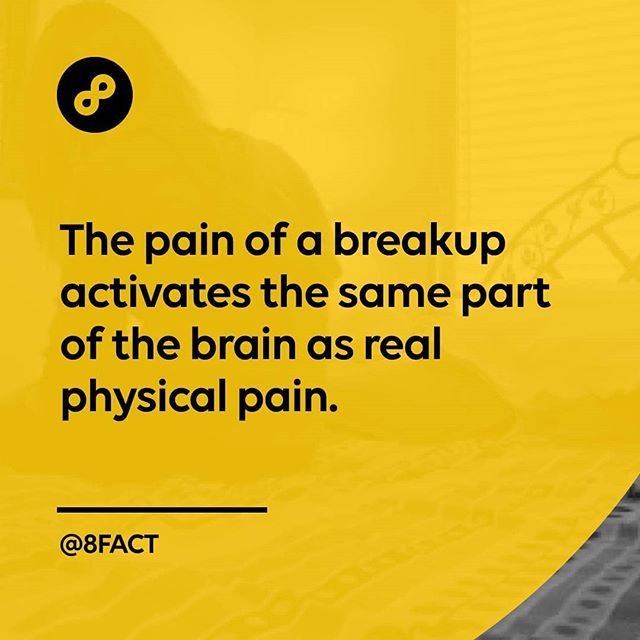 The pain of a breakup
activates the same part
of the brain as real
physical pain.
@8FACT